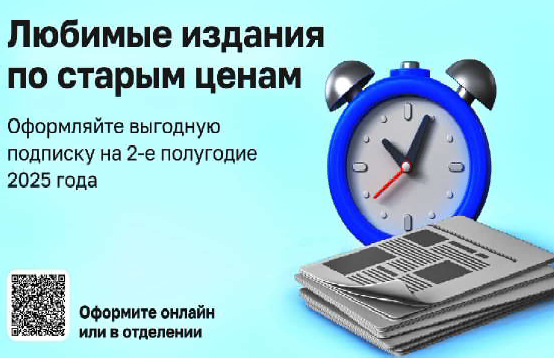 Любимые издания
по старым ценам
Оформляйте выгодную
подписку на 2-е полугодие
2025 года
Оформите онлайн
или в отделении